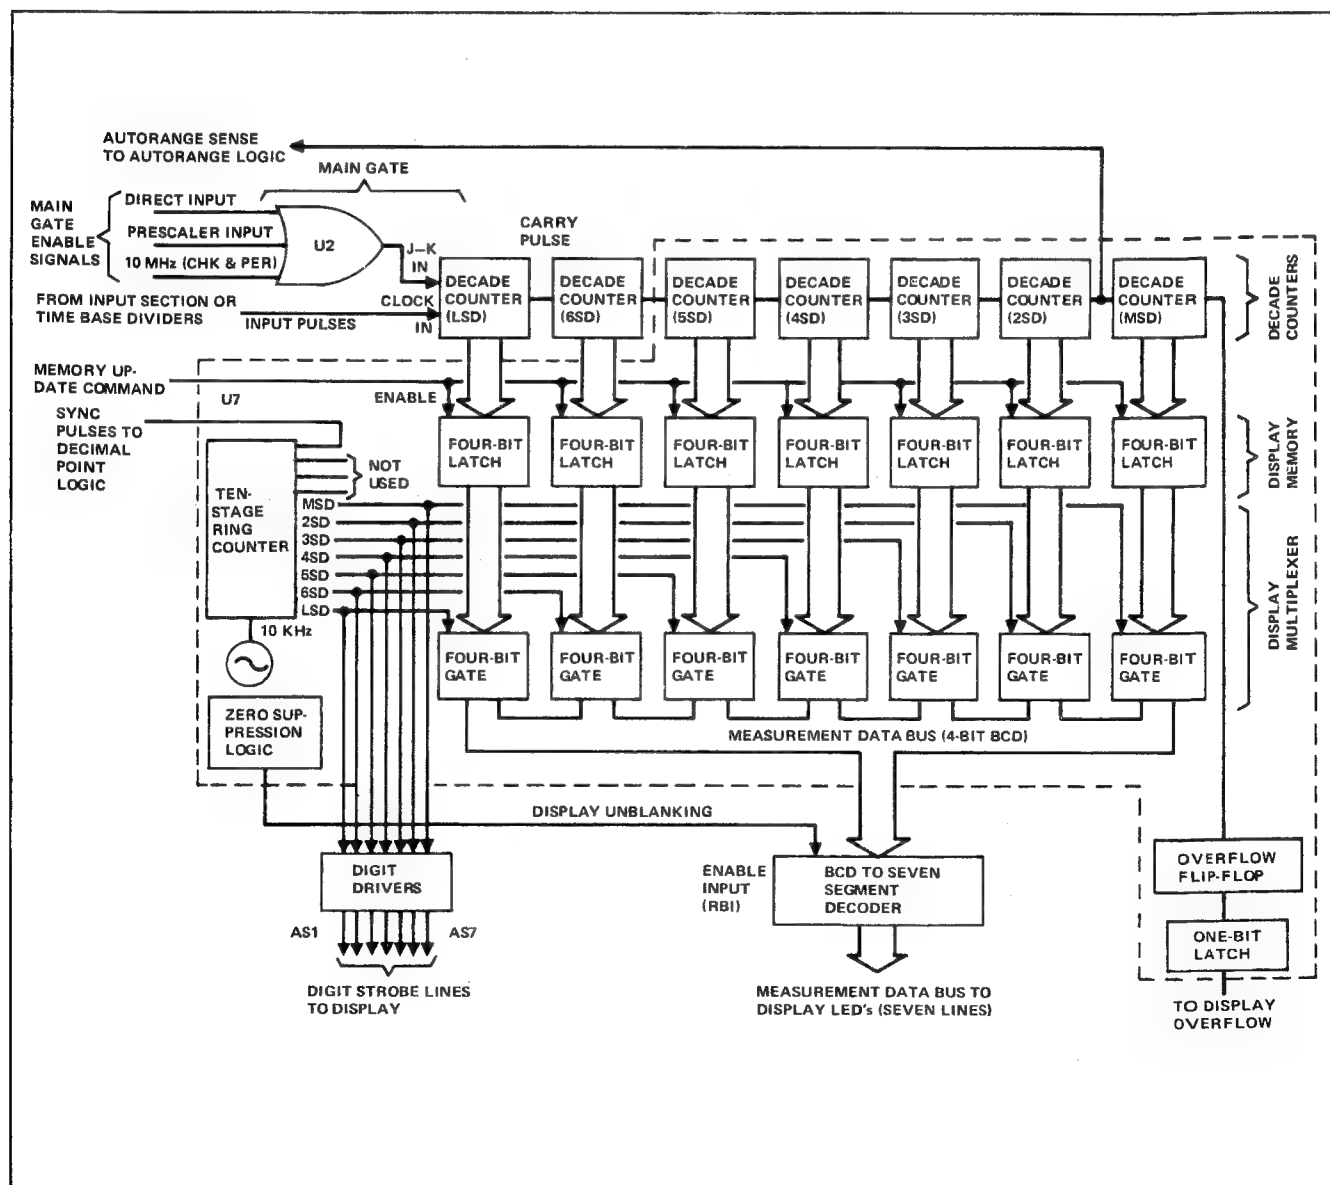 AUTORANGE SENSE
TO AUTORANGE LOGIC
MAIN GATE
MAIN
GATE
ENABLE
SIGNALS
DIRECT INPUT
PRESCALER INPUT
10 MHz (CHK & PER)
U2
J-K
IN
CARRY
PULSE
FROM INPUT SECTION OR
TIME BASE DIVIDERS
INPUT PULSES
CLOCK
IN
DECADE
COUNTER
(LSD)
DECADE
COUNTER
(6SD)
DECADE
COUNTER
(5SD)
DECADE
COUNTER
(4SD)
DECADE
COUNTER
(3SD)
DECADE
COUNTER
(2SD)
DECADE
COUNTER
(MSD)
DECADE
COUNTERS
MEMORY UP-
DATE COMMAND
U7
ENABLE
SYNC
PULSES TO
DECIMAL
POINT
LOGIC
FOUR-BIT
LATCH
FOUR-BIT
LATCH
FOUR-BIT
LATCH
FOUR-BIT
LATCH
FOUR-BIT
LATCH
FOUR-BIT
LATCH
FOUR-BIT
LATCH
DISPLAY
MEMORY
NOT
USED
TEN-
STAGE
RING
COUNTER
MSD
2SD
3SD
4SD
5SD
6SD
LSD
10 KHz
DISPLAY
MULTIPLEXER
FOUR-BIT
GATE
FOUR-BIT
GATE
FOUR-BIT
GATE
FOUR-BIT
GATE
FOUR-BIT
GATE
FOUR-BIT
GATE
FOUR-BIT
GATE
ZERO SUP-
PRESSION
LOGIC
MEASUREMENT DATA BUS (4-BIT BCD)
DISPLAY UNBLANKING
DIGIT
DRIVERS
ENABLE
INPUT
(RBI)
BCD TO SEVEN
SEGMENT
DECODER
OVERFLOW
FLIP-FLOP
ONE-BIT
LATCH
AS1
AS7
DIGIT STROBE LINES
TO DISPLAY
MEASUREMENT DATA BUS TO
DISPLAY LED's (SEVEN LINES)
TO DISPLAY
OVERFLOW